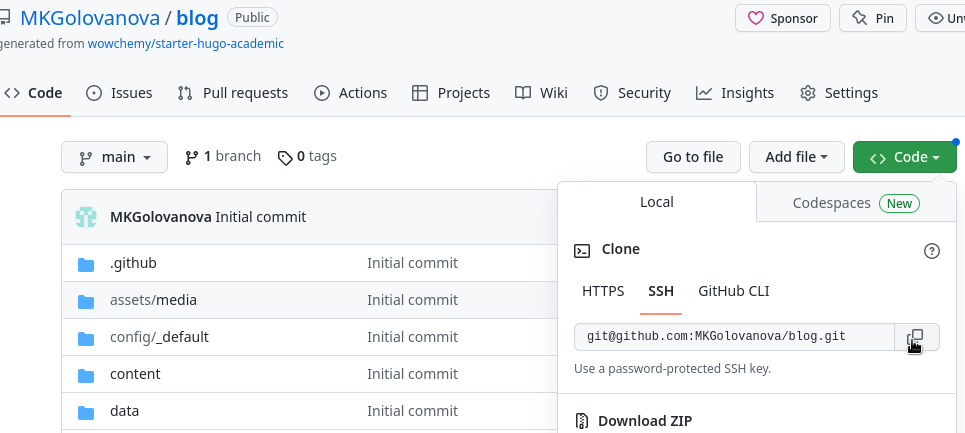 MKGolovanova / blog Public Sponsor Pin
generated from wowchemy/starter-hugo-academic
Code Issues Pull requests Actions Projects Wiki Security Insights Settings
main 1 branch 0 tags Go to file Add file Code
MKGolovanova Initial commit
.github Initial commit
assets/media Initial commit
config/_default Initial commit
content Initial commit
data Initial commit
Local Codespaces New
Clone
HTTPS SSH GitHub CLI
git@github.com:MKGolovanova/blog.git
Use a password-protected SSH key.
Download ZIP